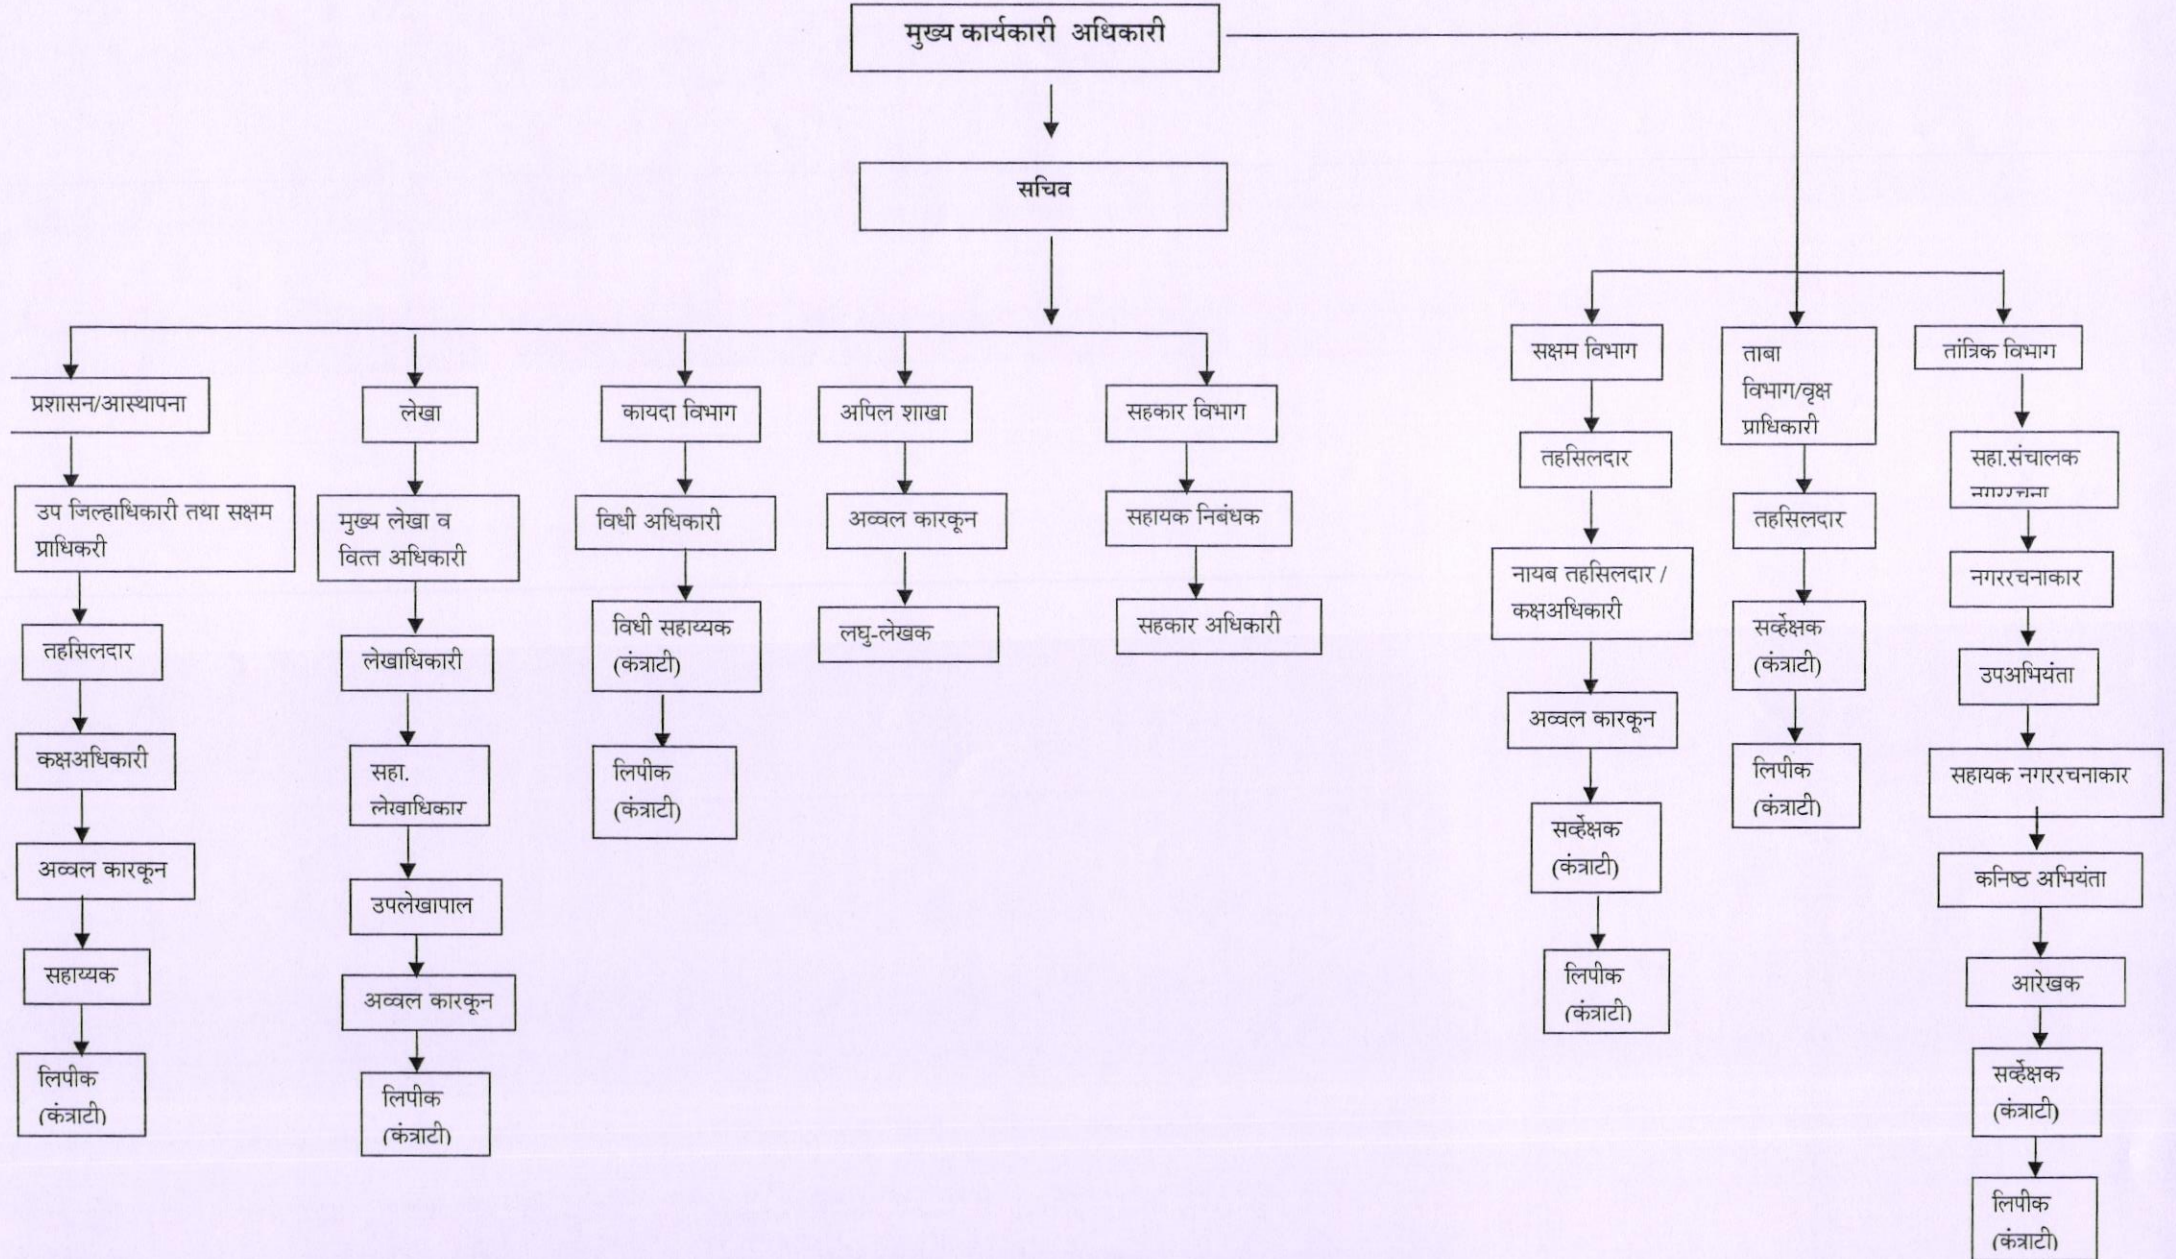 मुख्य कार्यकारी अधिकारी
सचिव
प्रशासन/आस्थापना
उप जिल्हाधिकारी तथा सक्षम
प्राधिकरी
तहसिलदार
कक्षअधिकारी
अव्वल कारकून
सहाय्यक
लिपीक
(कंत्राटी)
लेखा
मुख्य लेखा व
वित्त अधिकारी
लेखाधिकारी
सहा.
लेखाधिकार
उपलेखापाल
अव्वल कारकून
लिपीक
(कंत्राटी)
कायदा विभाग
विधी अधिकारी
विधी सहाय्यक
(कंत्राटी)
लिपीक
(कंत्राटी)
अपिल शाखा
अव्वल कारकून
लघु-लेखक
सहकार विभाग
सहायक निबंधक
सहकार अधिकारी
सक्षम विभाग
तहसिलदार
नायब तहसिलदार /
कक्षअधिकारी
अव्वल कारकून
सर्व्हेक्षक
(कंत्राटी)
लिपीक
(कंत्राटी)
ताबा
विभाग/वृक्ष
प्राधिकारी
तहसिलदार
सर्व्हेक्षक
(कंत्राटी)
लिपीक
(कंत्राटी)
तांत्रिक विभाग
सहा.संचालक
नगररचना
नगररचनाकार
उपअभियंता
सहायक नगररचनाकार
कनिष्ठ अभियंता
आरेखक
सर्व्हेक्षक
(कंत्राटी)
लिपीक
(कंत्राटी)